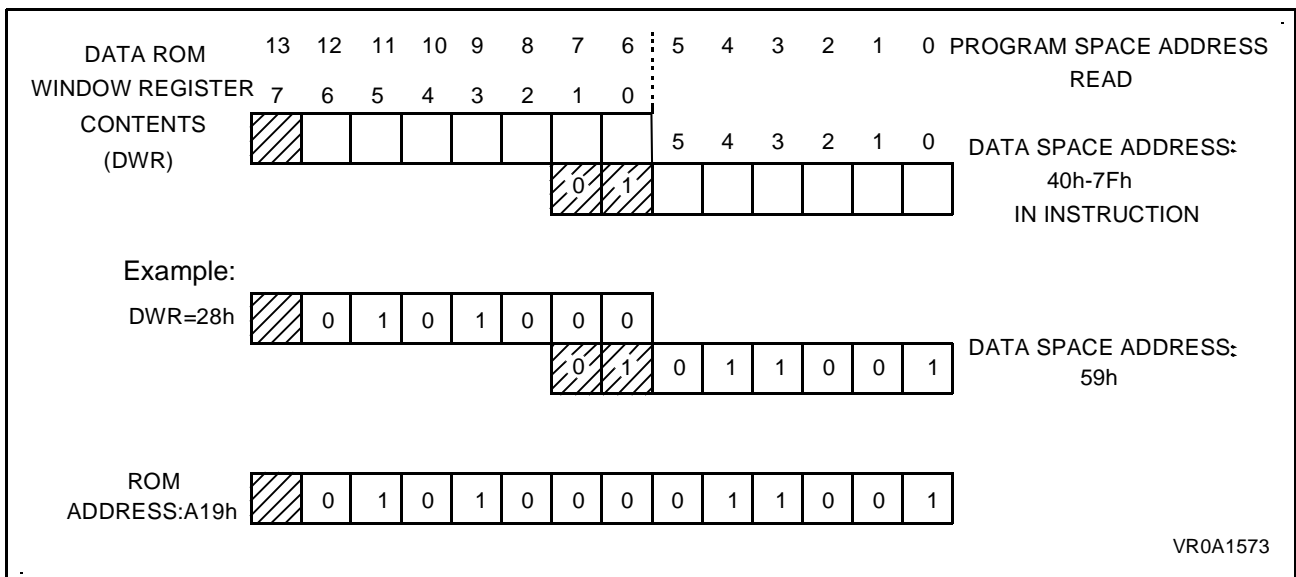 DATA ROM 13 12 11 10 9 8 7 6 5 4 3 2 1 0 PROGRAM SPACE ADDRESS
WINDOW REGISTER 7 6 5 4 3 2 1 0 READ
CONTENTS 5 4 3 2 1 0 DATA SPACE ADDRESS:
(DWR) 0 1 40h-7Fh
IN INSTRUCTION
Example:
DWR=28h 0 1 0 1 0 0 0
0 1 0 1 1 0 0 1 DATA SPACE ADDRESS:
59h
ROM
ADDRESS:A19h 0 1 0 1 0 0 0 0 1 1 0 0 1
VR0A1573